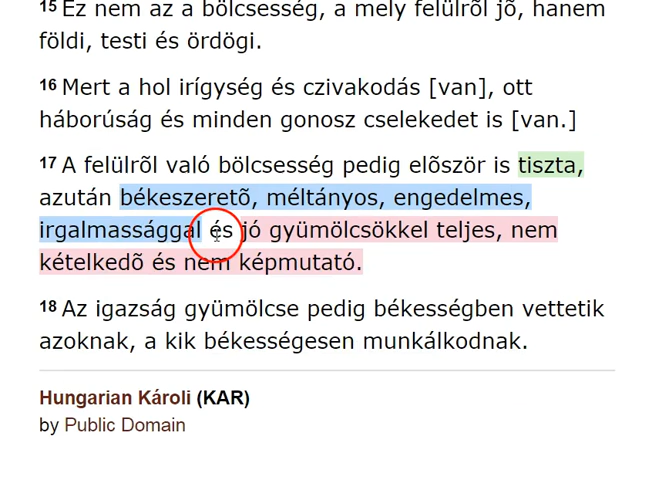 15 Ez nem az a bölcsesség, a mely felülrõl jõ, hanem
földi, testi és ördögi.
16 Mert a hol irígység és czivakodás [van], ott
háborúság és minden gonosz cselekedet is [van.]
17 A felülrõl való bölcsesség pedig elõször is tiszta,
azután békeszeretõ, méltányos, engedelmes,
irgalmassággal és jó gyümölcsökkel teljes, nem
kételkedõ és nem képmutató.
18 Az igazság gyümölcse pedig békességben vettetik
azoknak, a kik békességesen munkálkodnak.
Hungarian Károli (KAR)
by Public Domain